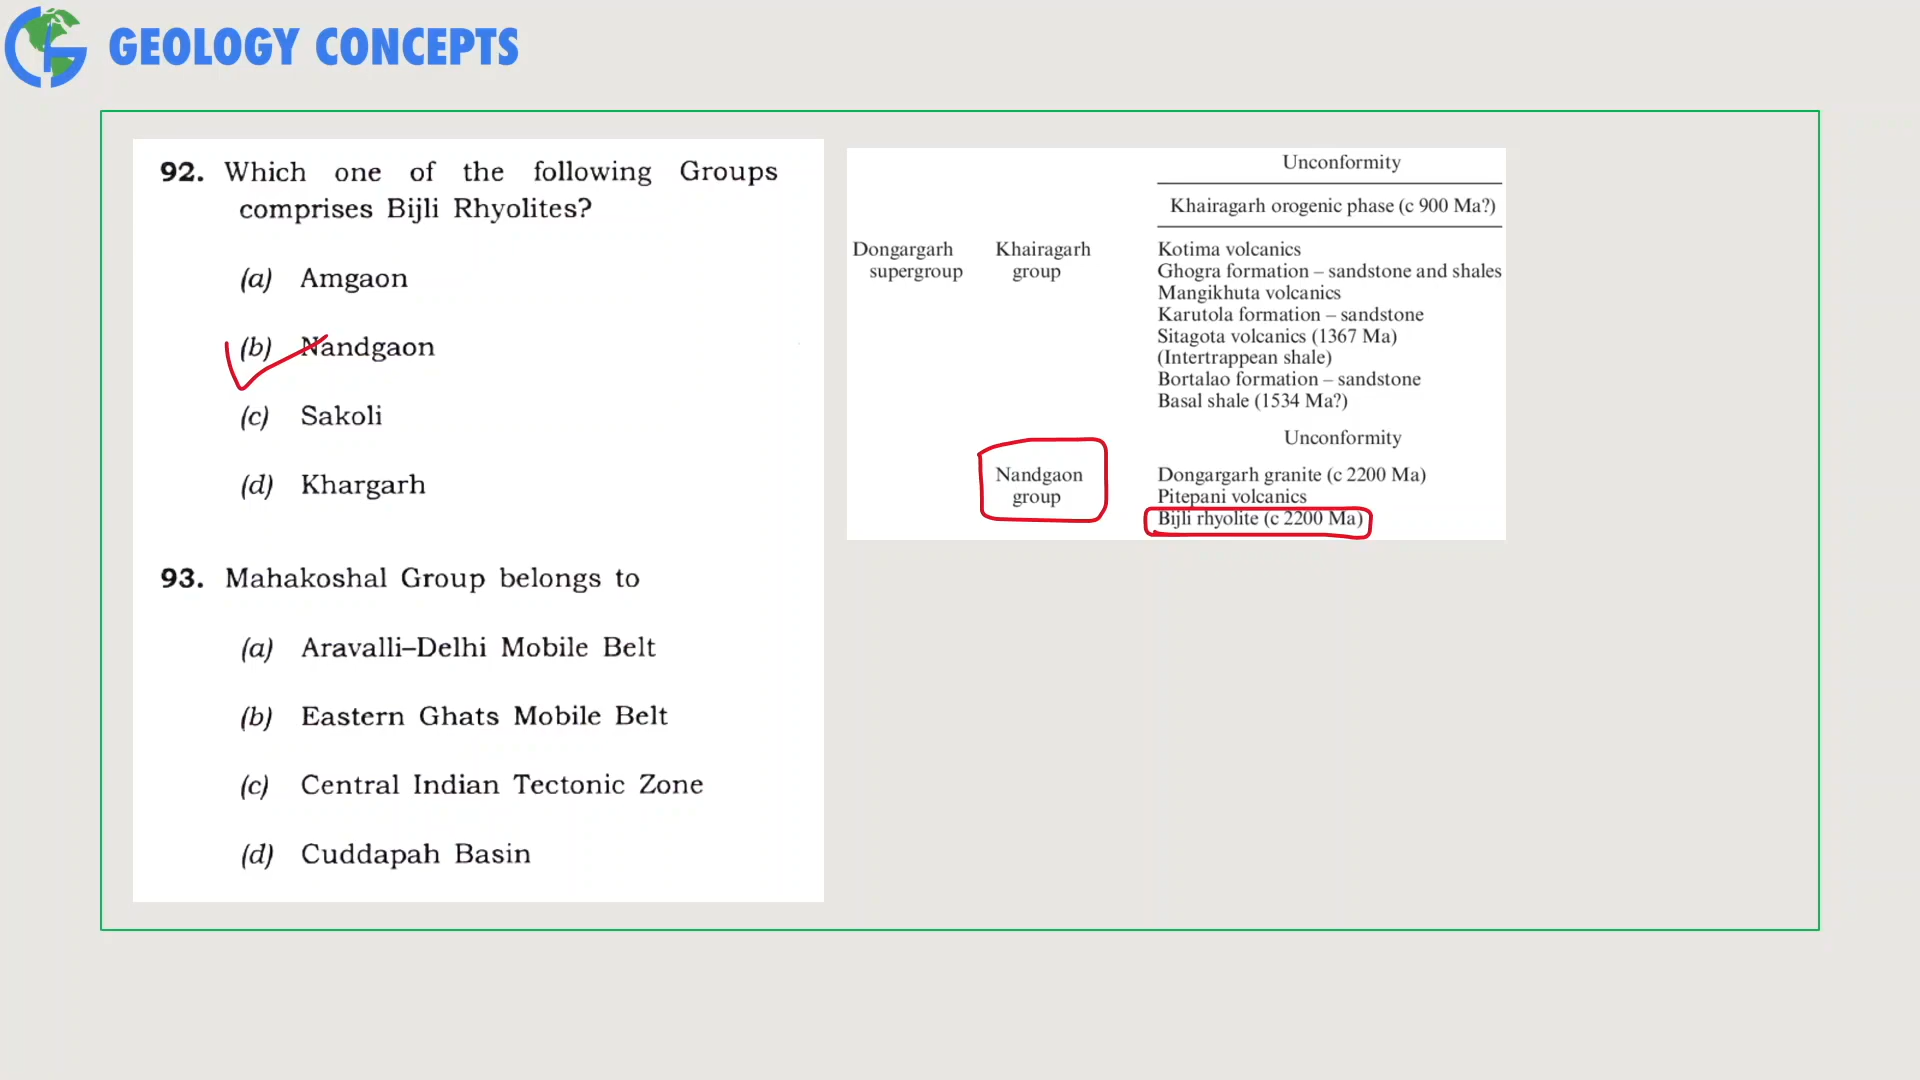 GEOLOGY CONCEPTS
92. Which one of the following Groups
comprises Bijli Rhyolites?
(a) Amgaon
(b) Nandgaon
(c) Sakoli
(d) Khargarh
93. Mahakoshal Group belongs to
(a) Aravalli–Delhi Mobile Belt
(b) Eastern Ghats Mobile Belt
(c) Central Indian Tectonic Zone
(d) Cuddapah Basin
Unconformity
Khairagarh orogenic phase (c 900 Ma?)
Dongargarh Khairagarh Kotima volcanics
supergroup group Ghogra formation – sandstone and shales
Mangikhuta volcanics
Karutola formation – sandstone
Sitagota volcanics (1367 Ma)
(Intertrappean shale)
Bortalao formation – sandstone
Basal shale (1534 Ma?)
Unconformity
Nandgaon Dongargarh granite (c 2200 Ma)
group Pitepani volcanics
Bijli rhyolite (c 2200 Ma)